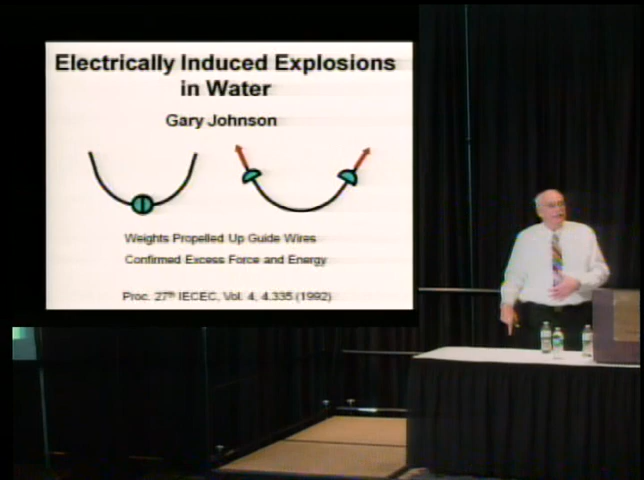 Electrically Induced Explosions
in Water
Gary Johnson
Weights Propelled Up Guide Wires
Confirmed Excess Force and Energy
Proc. 27th IECEC, Vol. 4, 4.335 (1992)